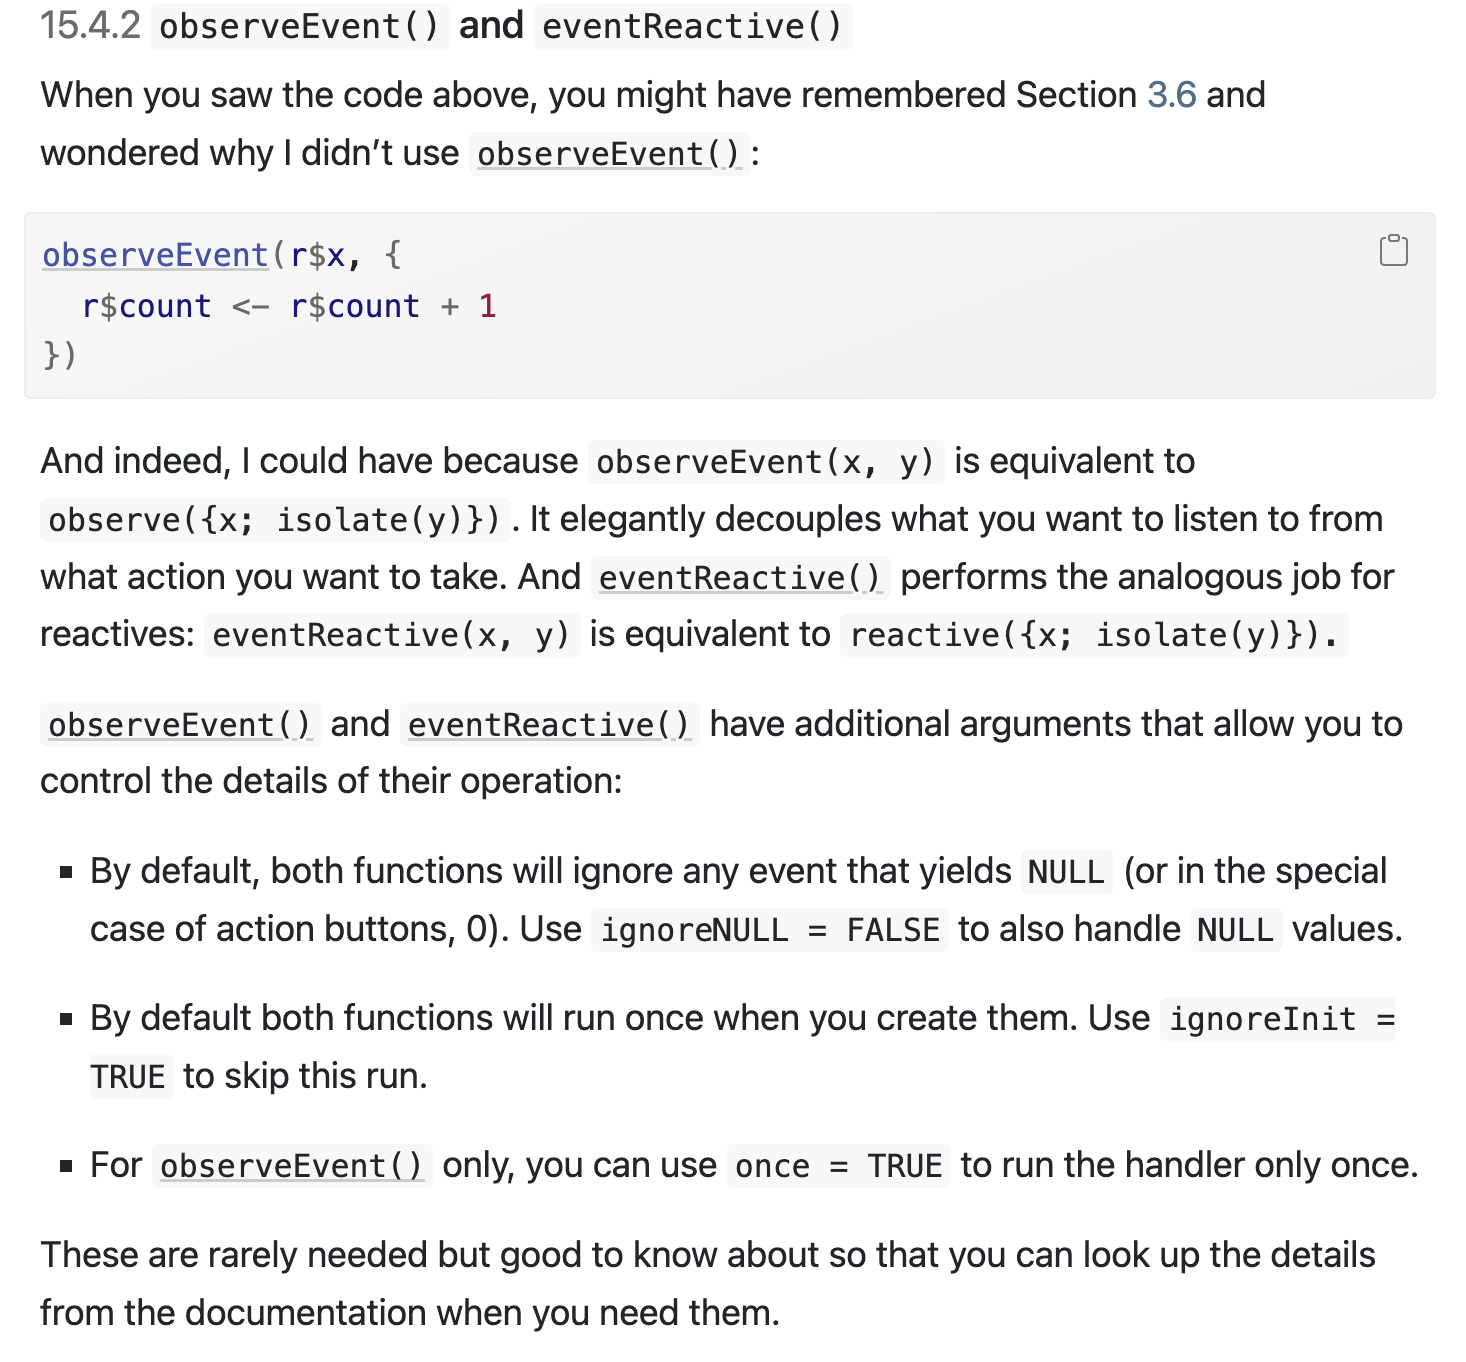 15.4.2 observeEvent() and eventReactive()
When you saw the code above, you might have remembered Section 3.6 and
wondered why I didn’t use observeEvent():
observeEvent(r$x, {
  r$count <- r$count + 1
})
And indeed, I could have because observeEvent(x, y) is equivalent to
observe({x; isolate(y)}). It elegantly decouples what you want to listen to from
what action you want to take. And eventReactive() performs the analogous job for
reactives: eventReactive(x, y) is equivalent to reactive({x; isolate(y)}).
observeEvent() and eventReactive() have additional arguments that allow you to
control the details of their operation:
▪ By default, both functions will ignore any event that yields NULL (or in the special
case of action buttons, 0). Use ignoreNULL = FALSE to also handle NULL values.
▪ By default both functions will run once when you create them. Use ignoreInit =
TRUE to skip this run.
▪ For observeEvent() only, you can use once = TRUE to run the handler only once.
These are rarely needed but good to know about so that you can look up the details
from the documentation when you need them.